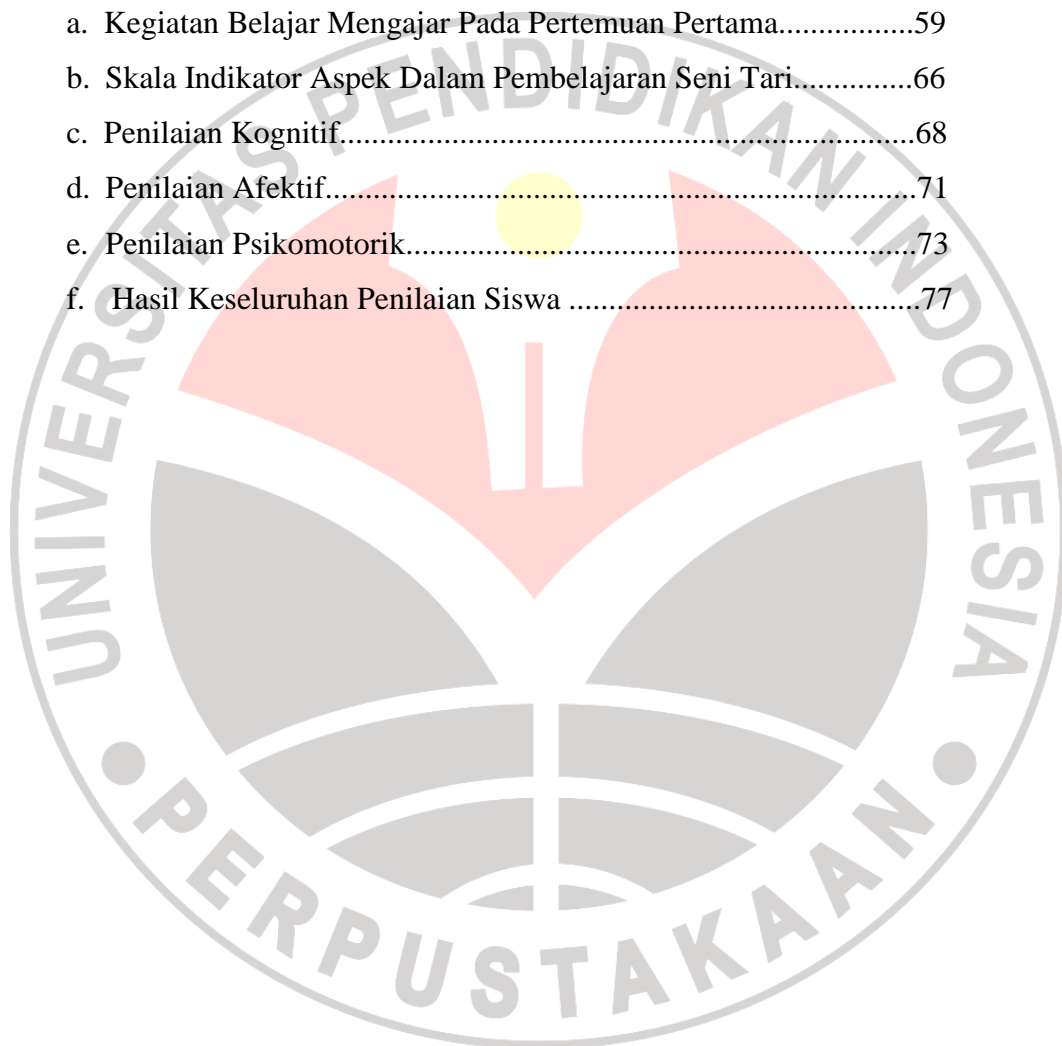 a. Kegiatan Belajar Mengajar Pada Pertemuan Pertama................59
b. Skala Indikator Aspek Dalam Pembelajaran Seni Tari..............66
c. Penilaian Kognitif....................................................................68
d. Penilaian Afektif......................................................................71
e. Penilaian Psikomotorik.............................................................73
f. Hasil Keseluruhan Penilaian Siswa ..........................................77
UNIVERSITAS PENDIDIKAN INDONESIA
PERPUSTAKAAN